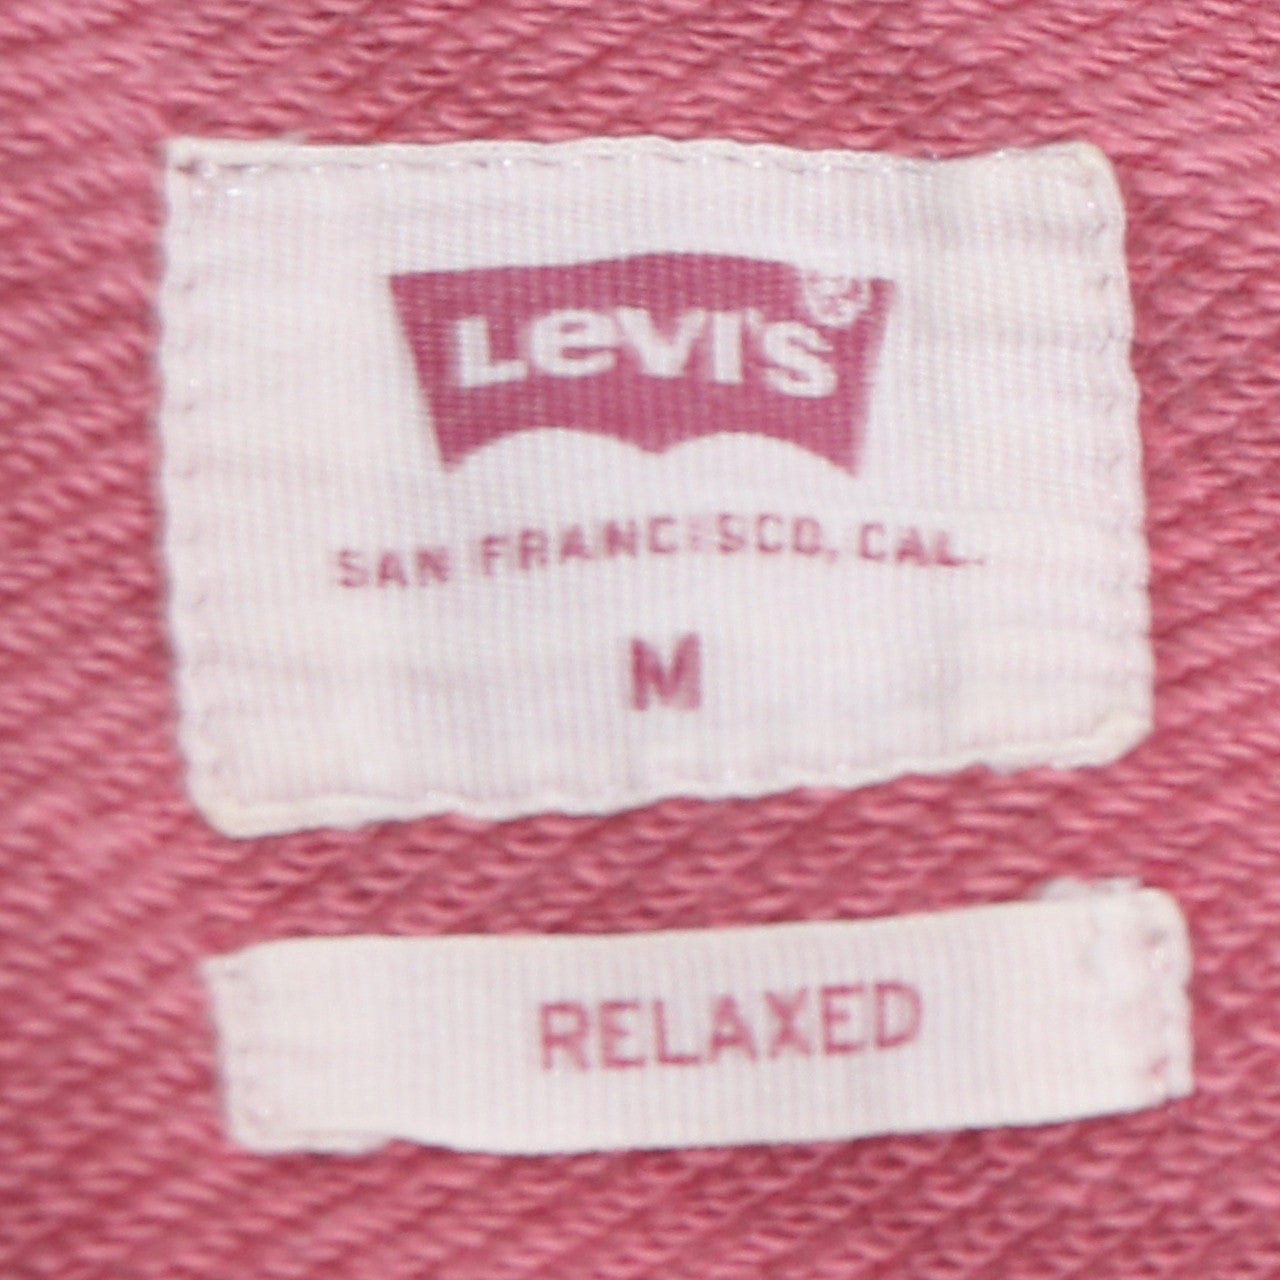 Levi's®
SAN FRANCISCO, CAL.
M
RELAXED